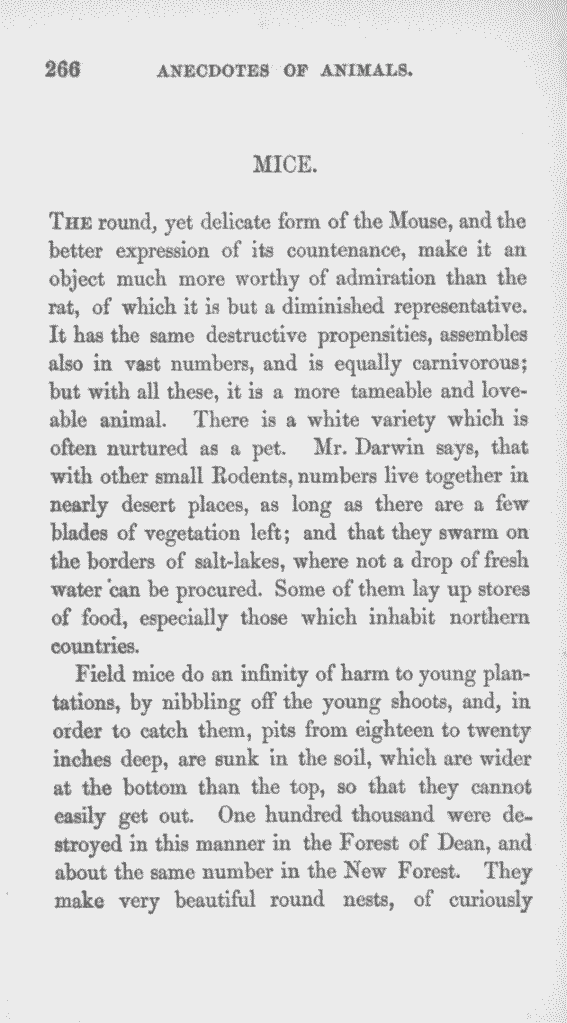 266 ANECDOTES OF ANIMALS.
MICE.
THE round, yet delicate form of the Mouse, and the
better expression of its countenance, make it an
object much more worthy of admiration than the
rat, of which it is but a diminished representative.
It has the same destructive propensities, assembles
also in vast numbers, and is equally carnivorous;
but with all these, it is a more tameable and love-
able animal. There is a white variety which is
often nurtured as a pet. Mr. Darwin says, that
with other small Rodents, numbers live together in
nearly desert places, as long as there are a few
blades of vegetation left; and that they swarm on
the borders of salt-lakes, where not a drop of fresh
water can be procured. Some of them lay up stores
of food, especially those which inhabit northern
countries.
Field mice do an infinity of harm to young plan-
tations, by nibbling off the young shoots, and, in
order to catch them, pits from eighteen to twenty
inches deep, are sunk in the soil, which are wider
at the bottom than the top, so that they cannot
easily get out. One hundred thousand were de-
stroyed in this manner in the Forest of Dean, and
about the same number in the New Forest. They
make very beautiful round nests, of curiously